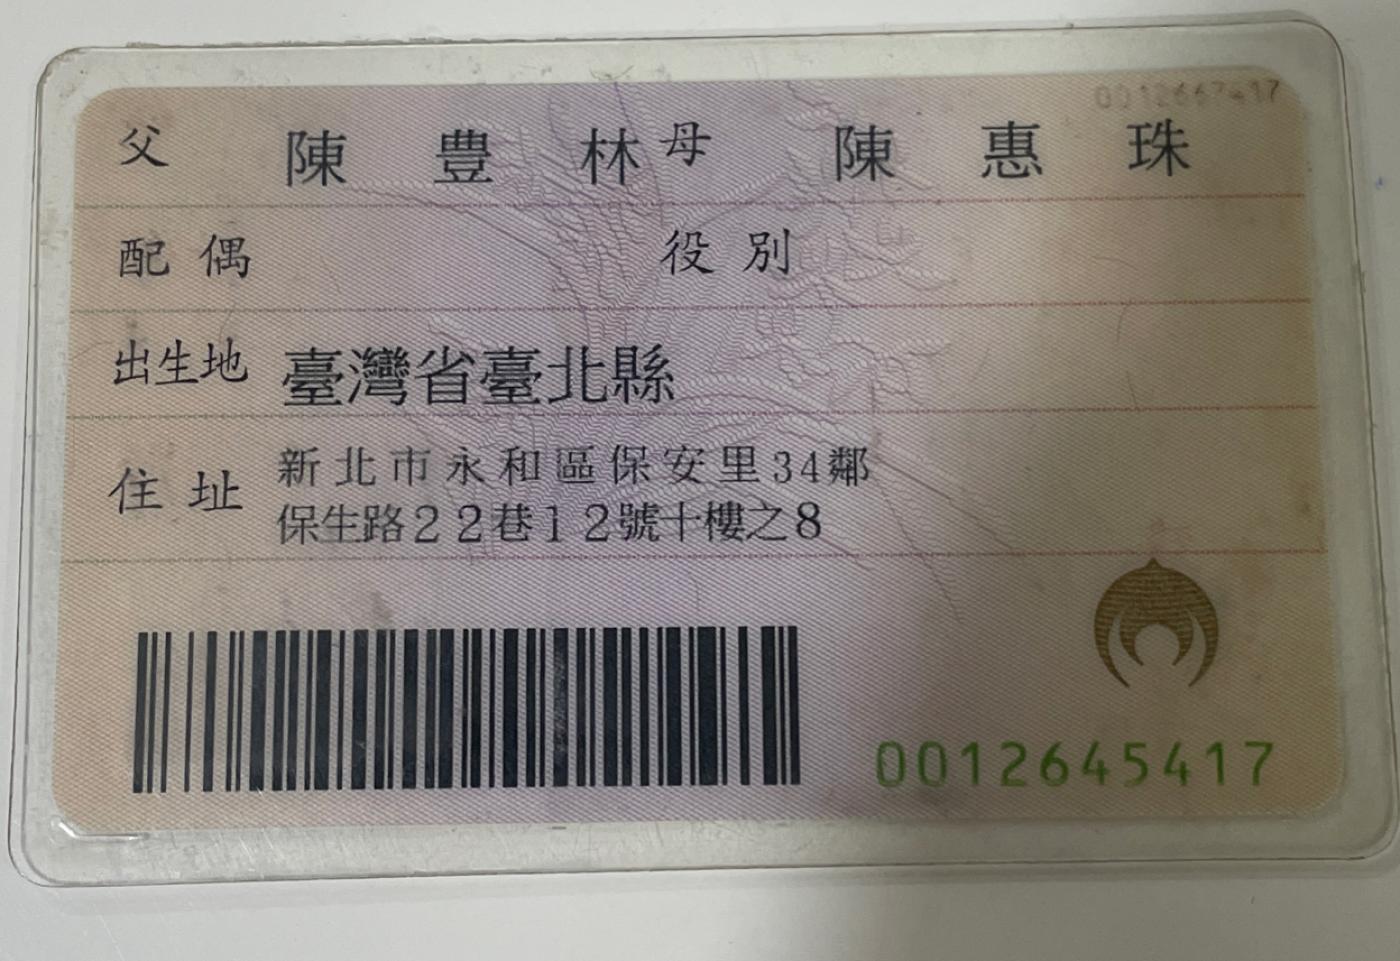 父 陳豐林 母 陳惠珠
配偶 役別
出生地 臺灣省臺北縣
住址 新北市永和區保安里34鄰
保生路22巷12號十樓之8
0012645417